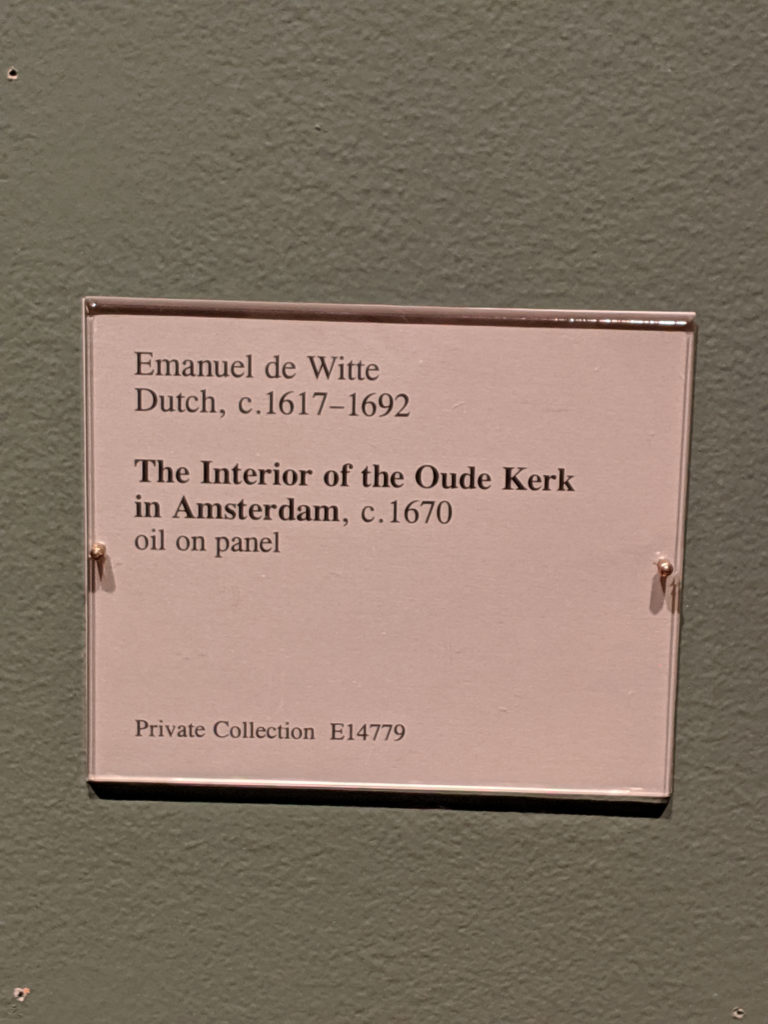 Emanuel de Witte
Dutch, c.1617–1692
The Interior of the Oude Kerk
in Amsterdam, c.1670
oil on panel
Private Collection E14779